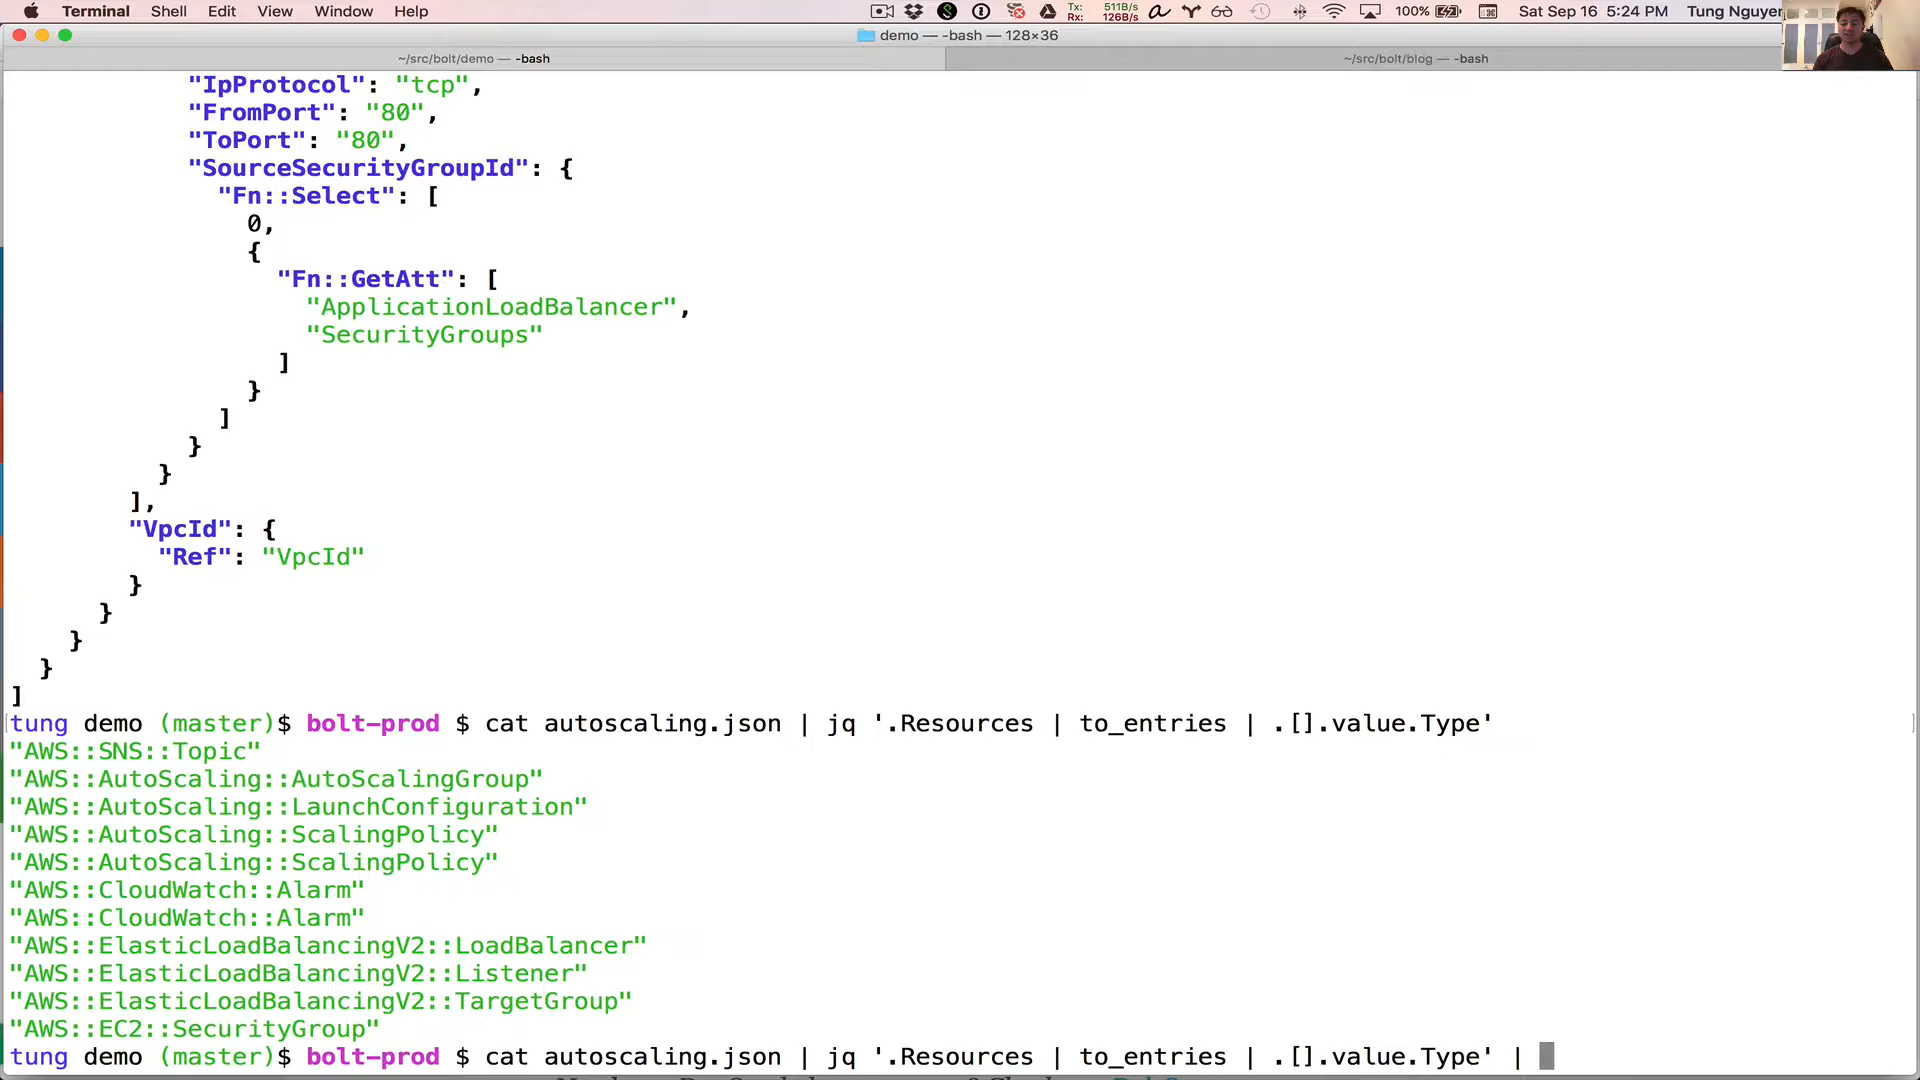 Terminal Shell Edit View Window Help Tx: 511B/s Rx: 126B/s 100% Sat Sep 16 5:24 PM Tung Nguyen
demo — -bash — 128×36
~/src/bolt/demo — -bash ~/src/bolt/blog — -bash
"IpProtocol": "tcp",
"FromPort": "80",
"ToPort": "80",
"SourceSecurityGroupId": {
"Fn::Select": [
0,
{
"Fn::GetAtt": [
"ApplicationLoadBalancer",
"SecurityGroups"
]
}
]
}
}
],
"VpcId": {
"Ref": "VpcId"
}
}
}
}
]
tung demo (master)$ bolt-prod $ cat autoscaling.json | jq '.Resources | to_entries | .[].value.Type'
"AWS::SNS::Topic"
"AWS::AutoScaling::AutoScalingGroup"
"AWS::AutoScaling::LaunchConfiguration"
"AWS::AutoScaling::ScalingPolicy"
"AWS::AutoScaling::ScalingPolicy"
"AWS::CloudWatch::Alarm"
"AWS::CloudWatch::Alarm"
"AWS::ElasticLoadBalancingV2::LoadBalancer"
"AWS::ElasticLoadBalancingV2::Listener"
"AWS::ElasticLoadBalancingV2::TargetGroup"
"AWS::EC2::SecurityGroup"
tung demo (master)$ bolt-prod $ cat autoscaling.json | jq '.Resources | to_entries | .[].value.Type' |